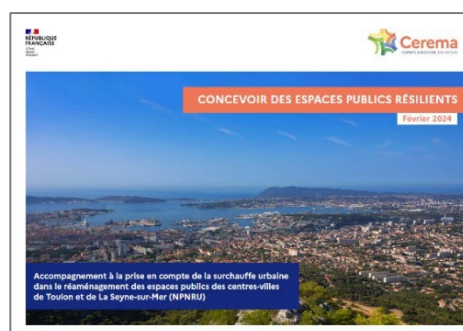 RÉPUBLIQUE
FRANÇAISE
Cerema
CONCEVOIR DES ESPACES PUBLICS RÉSILIENTS
Février 2024
Accompagnement à la prise en compte de la surchauffe urbaine
dans le réaménagement des espaces publics des centres-villes
de Toulon et de La Seyne-sur-Mer (NPNRU)